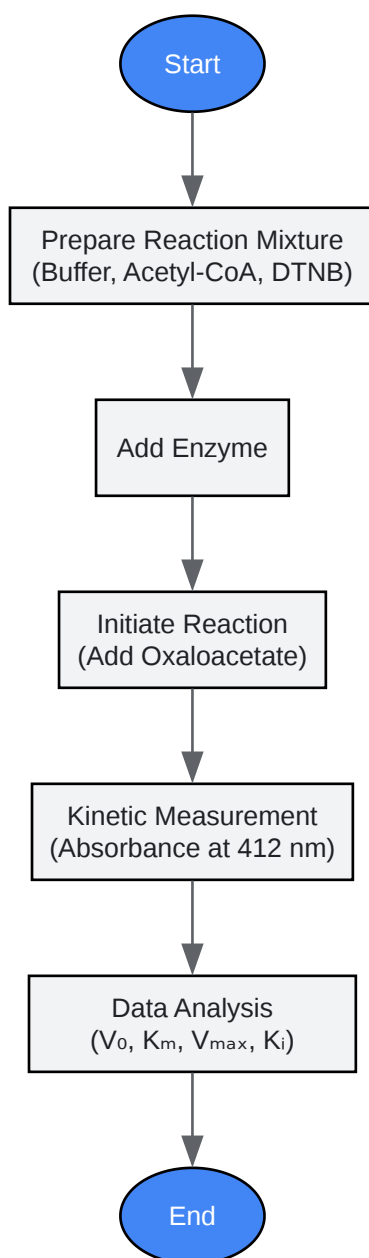 Start
Prepare Reaction Mixture
(Buffer, Acetyl-CoA, DTNB)
Add Enzyme
Initiate Reaction
(Add Oxaloacetate)
Kinetic Measurement
(Absorbance at 412 nm)
Data Analysis
(V₀, Kₘ, Vₘₐₓ, Kᵢ)
End